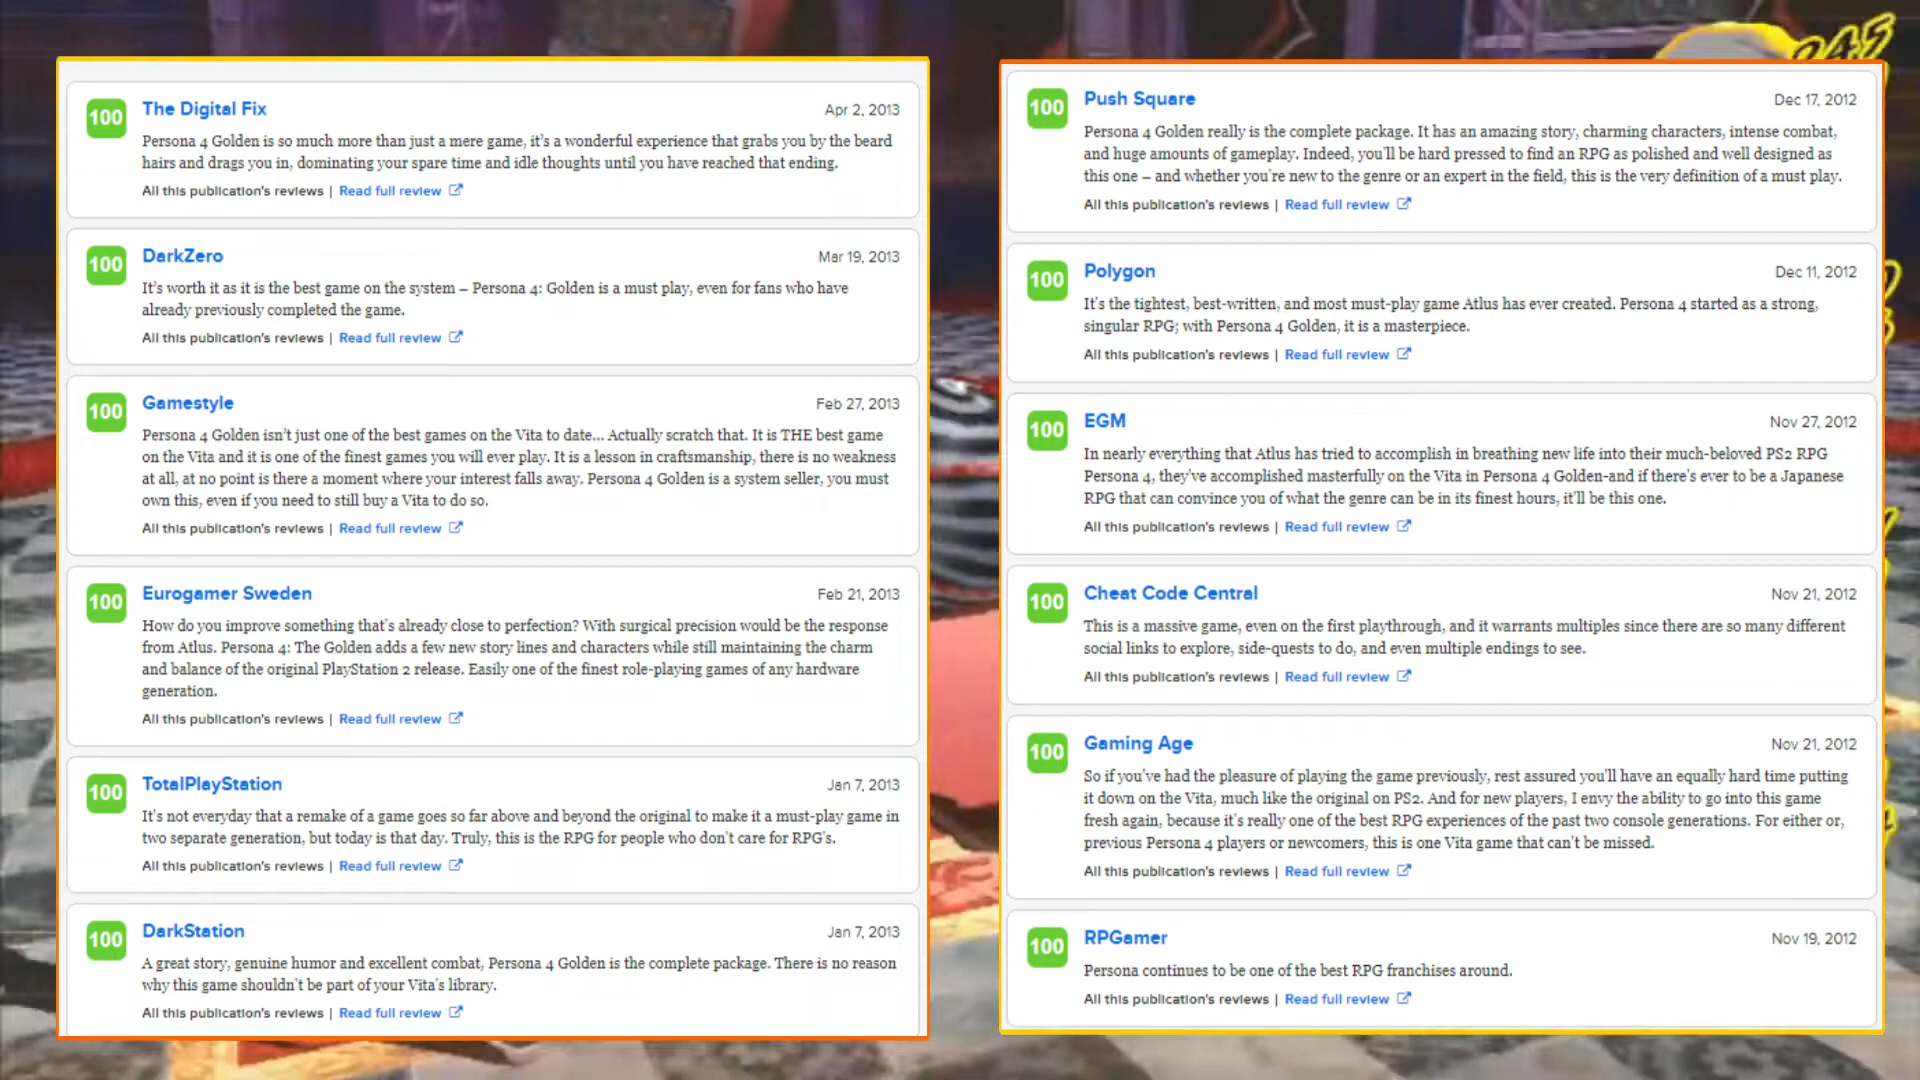 100
The Digital Fix
Apr 2, 2013
Persona 4 Golden is so much more than just a mere game, it's a wonderful experience that grabs you by the beard
hairs and drags you in, dominating your spare time and idle thoughts until you have reached that ending.
All this publication's reviews | Read full review
100
DarkZero
Mar 19, 2013
It's worth it as it is the best game on the system – Persona 4: Golden is a must play, even for fans who have
already previously completed the game.
All this publication's reviews | Read full review
100
Gamestyle
Feb 27, 2013
Persona 4 Golden isn't just one of the best games on the Vita to date... Actually scratch that. It is THE best game
on the Vita and it is one of the finest games you will ever play. It is a lesson in craftsmanship, there is no weakness
at all, at no point is there a moment where your interest falls away. Persona 4 Golden is a system seller, you must
own this, even if you need to still buy a Vita to do so.
All this publication's reviews | Read full review
100
Eurogamer Sweden
Feb 21, 2013
How do you improve something that's already close to perfection? With surgical precision would be the response
from Atlus. Persona 4: The Golden adds a few new story lines and characters while still maintaining the charm
and balance of the original PlayStation 2 release. Easily one of the finest role-playing games of any hardware
generation.
All this publication's reviews | Read full review
100
TotalPlayStation
Jan 7, 2013
It's not everyday that a remake of a game goes so far above and beyond the original to make it a must-play game in
two separate generation, but today is that day. Truly, this is the RPG for people who don't care for RPG's.
All this publication's reviews | Read full review
100
DarkStation
Jan 7, 2013
A great story, genuine humor and excellent combat, Persona 4 Golden is the complete package. There is no reason
why this game shouldn't be part of your Vita's library.
All this publication's reviews | Read full review
100
Push Square
Dec 17, 2012
Persona 4 Golden really is the complete package. It has an amazing story, charming characters, intense combat,
and huge amounts of gameplay. Indeed, you'll be hard pressed to find an RPG as polished and well designed as
this one – and whether you're new to the genre or an expert in the field, this is the very definition of a must play.
All this publication's reviews | Read full review
100
Polygon
Dec 11, 2012
It's the tightest, best-written, and most must-play game Atlus has ever created. Persona 4 started as a strong,
singular RPG; with Persona 4 Golden, it is a masterpiece.
All this publication's reviews | Read full review
100
EGM
Nov 27, 2012
In nearly everything that Atlus has tried to accomplish in breathing new life into their much-beloved PS2 RPG
Persona 4, they've accomplished masterfully on the Vita in Persona 4 Golden-and if there's ever to be a Japanese
RPG that can convince you of what the genre can be in its finest hours, it'll be this one.
All this publication's reviews | Read full review
100
Cheat Code Central
Nov 21, 2012
This is a massive game, even on the first playthrough, and it warrants multiples since there are so many different
social links to explore, side-quests to do, and even multiple endings to see.
All this publication's reviews | Read full review
100
Gaming Age
Nov 21, 2012
So if you've had the pleasure of playing the game previously, rest assured you'll have an equally hard time putting
it down on the Vita, much like the original on PS2. And for new players, I envy the ability to go into this game
fresh again, because it's really one of the best RPG experiences of the past two console generations. For either or,
previous Persona 4 players or newcomers, this is one Vita game that can't be missed.
All this publication's reviews | Read full review
100
RPGamer
Nov 19, 2012
Persona continues to be one of the best RPG franchises around.
All this publication's reviews | Read full review